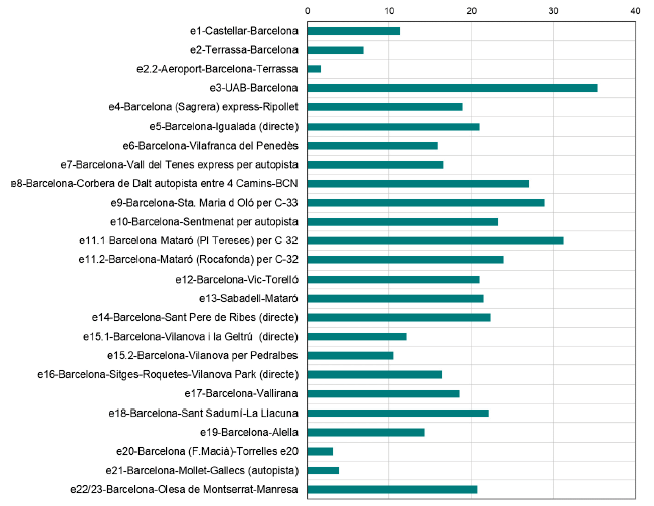 0 10 20 30 40
e1-Castellar-Barcelona
e2-Terrassa-Barcelona
e2.2-Aeroport-Barcelona-Terrassa
e3-UAB-Barcelona
e4-Barcelona (Sagrera) express-Ripollet
e5-Barcelona-Igualada (directe)
e6-Barcelona-Vilafranca del Penedès
e7-Barcelona-Vall del Tenes express per autopista
e8-Barcelona-Corbera de Dalt autopista entre 4 Camins-BCN
e9-Barcelona-Sta. Maria d Oló per C-33
e10-Barcelona-Sentmenat per autopista
e11.1 Barcelona Mataró (Pl Tereses) per C 32
e11.2-Barcelona-Mataró (Rocafonda) per C-32
e12-Barcelona-Vic-Torelló
e13-Sabadell-Mataró
e14-Barcelona-Sant Pere de Ribes (directe)
e15.1-Barcelona-Vilanova i la Geltrú (directe)
e15.2-Barcelona-Vilanova per Pedralbes
e16-Barcelona-Sitges-Roquetes-Vilanova Park (directe)
e17-Barcelona-Vallirana
e18-Barcelona-Sant Sadurní-La Llacuna
e19-Barcelona-Alella
e20-Barcelona (F.Macià)-Torrelles e20
e21-Barcelona-Mollet-Gallecs (autopista)
e22/23-Barcelona-Olesa de Montserrat-Manresa